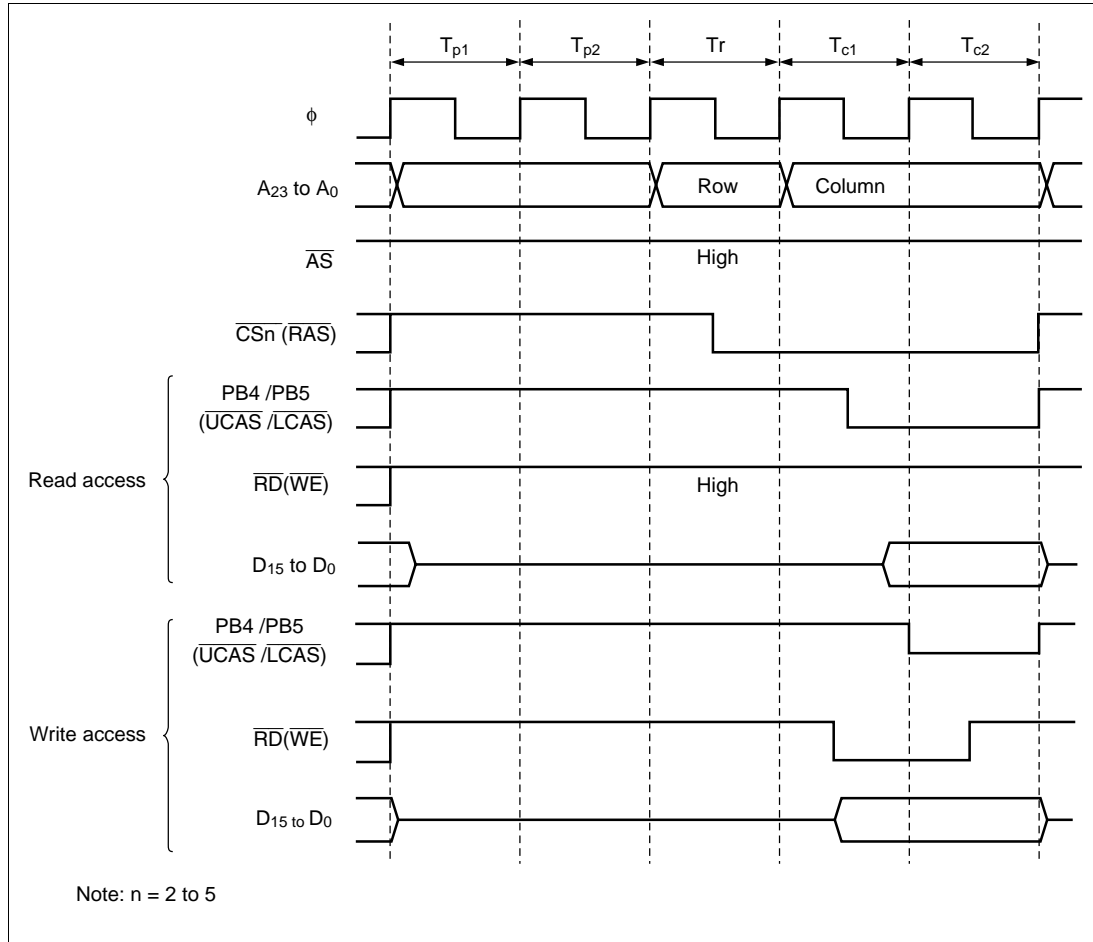 Tp1 Tp2 Tr Tc1 Tc2
ϕ
A23 to A0 Row Column
AS High
CSn (RAS)
Read access
PB4 /PB5
(UCAS /LCAS)
RD(WE) High
D15 to D0
Write access
PB4 /PB5
(UCAS /LCAS)
RD(WE)
D15 to D0
Note: n = 2 to 5